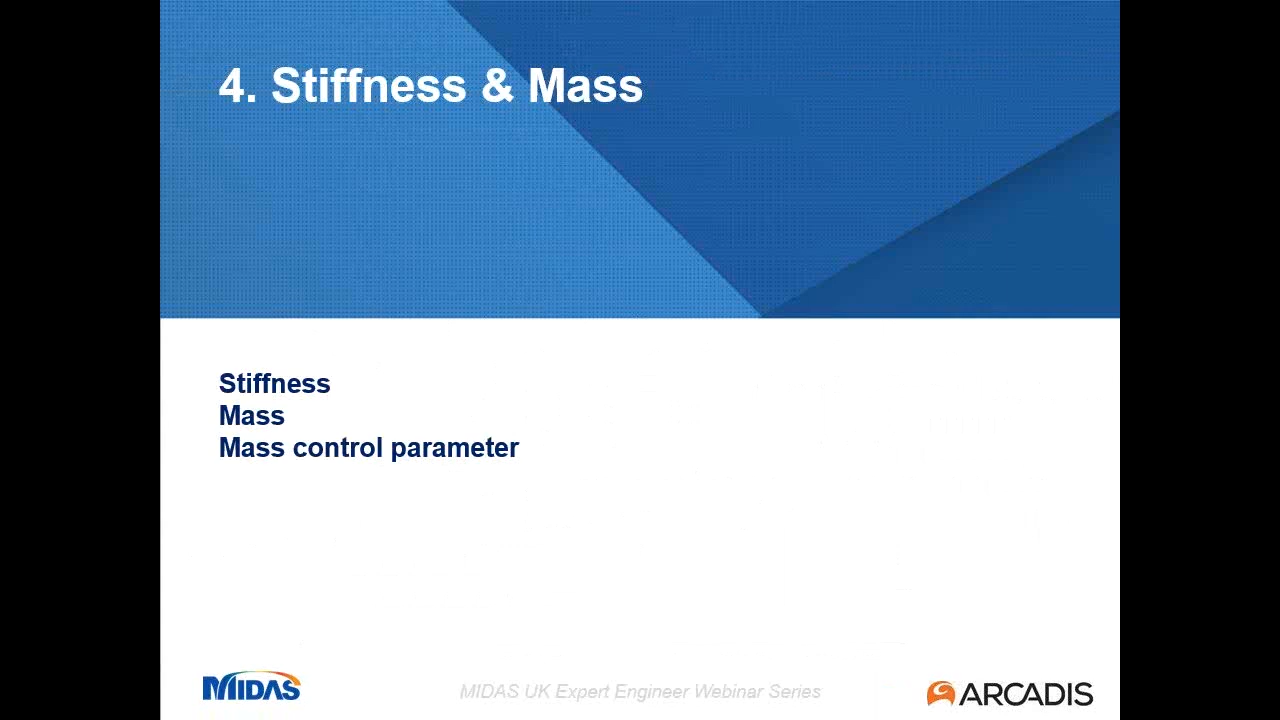 4. Stiffness & Mass
Stiffness
Mass
Mass control parameter
MIDAS
MIDAS UK Expert Engineer Webinar Series
ARCADIS